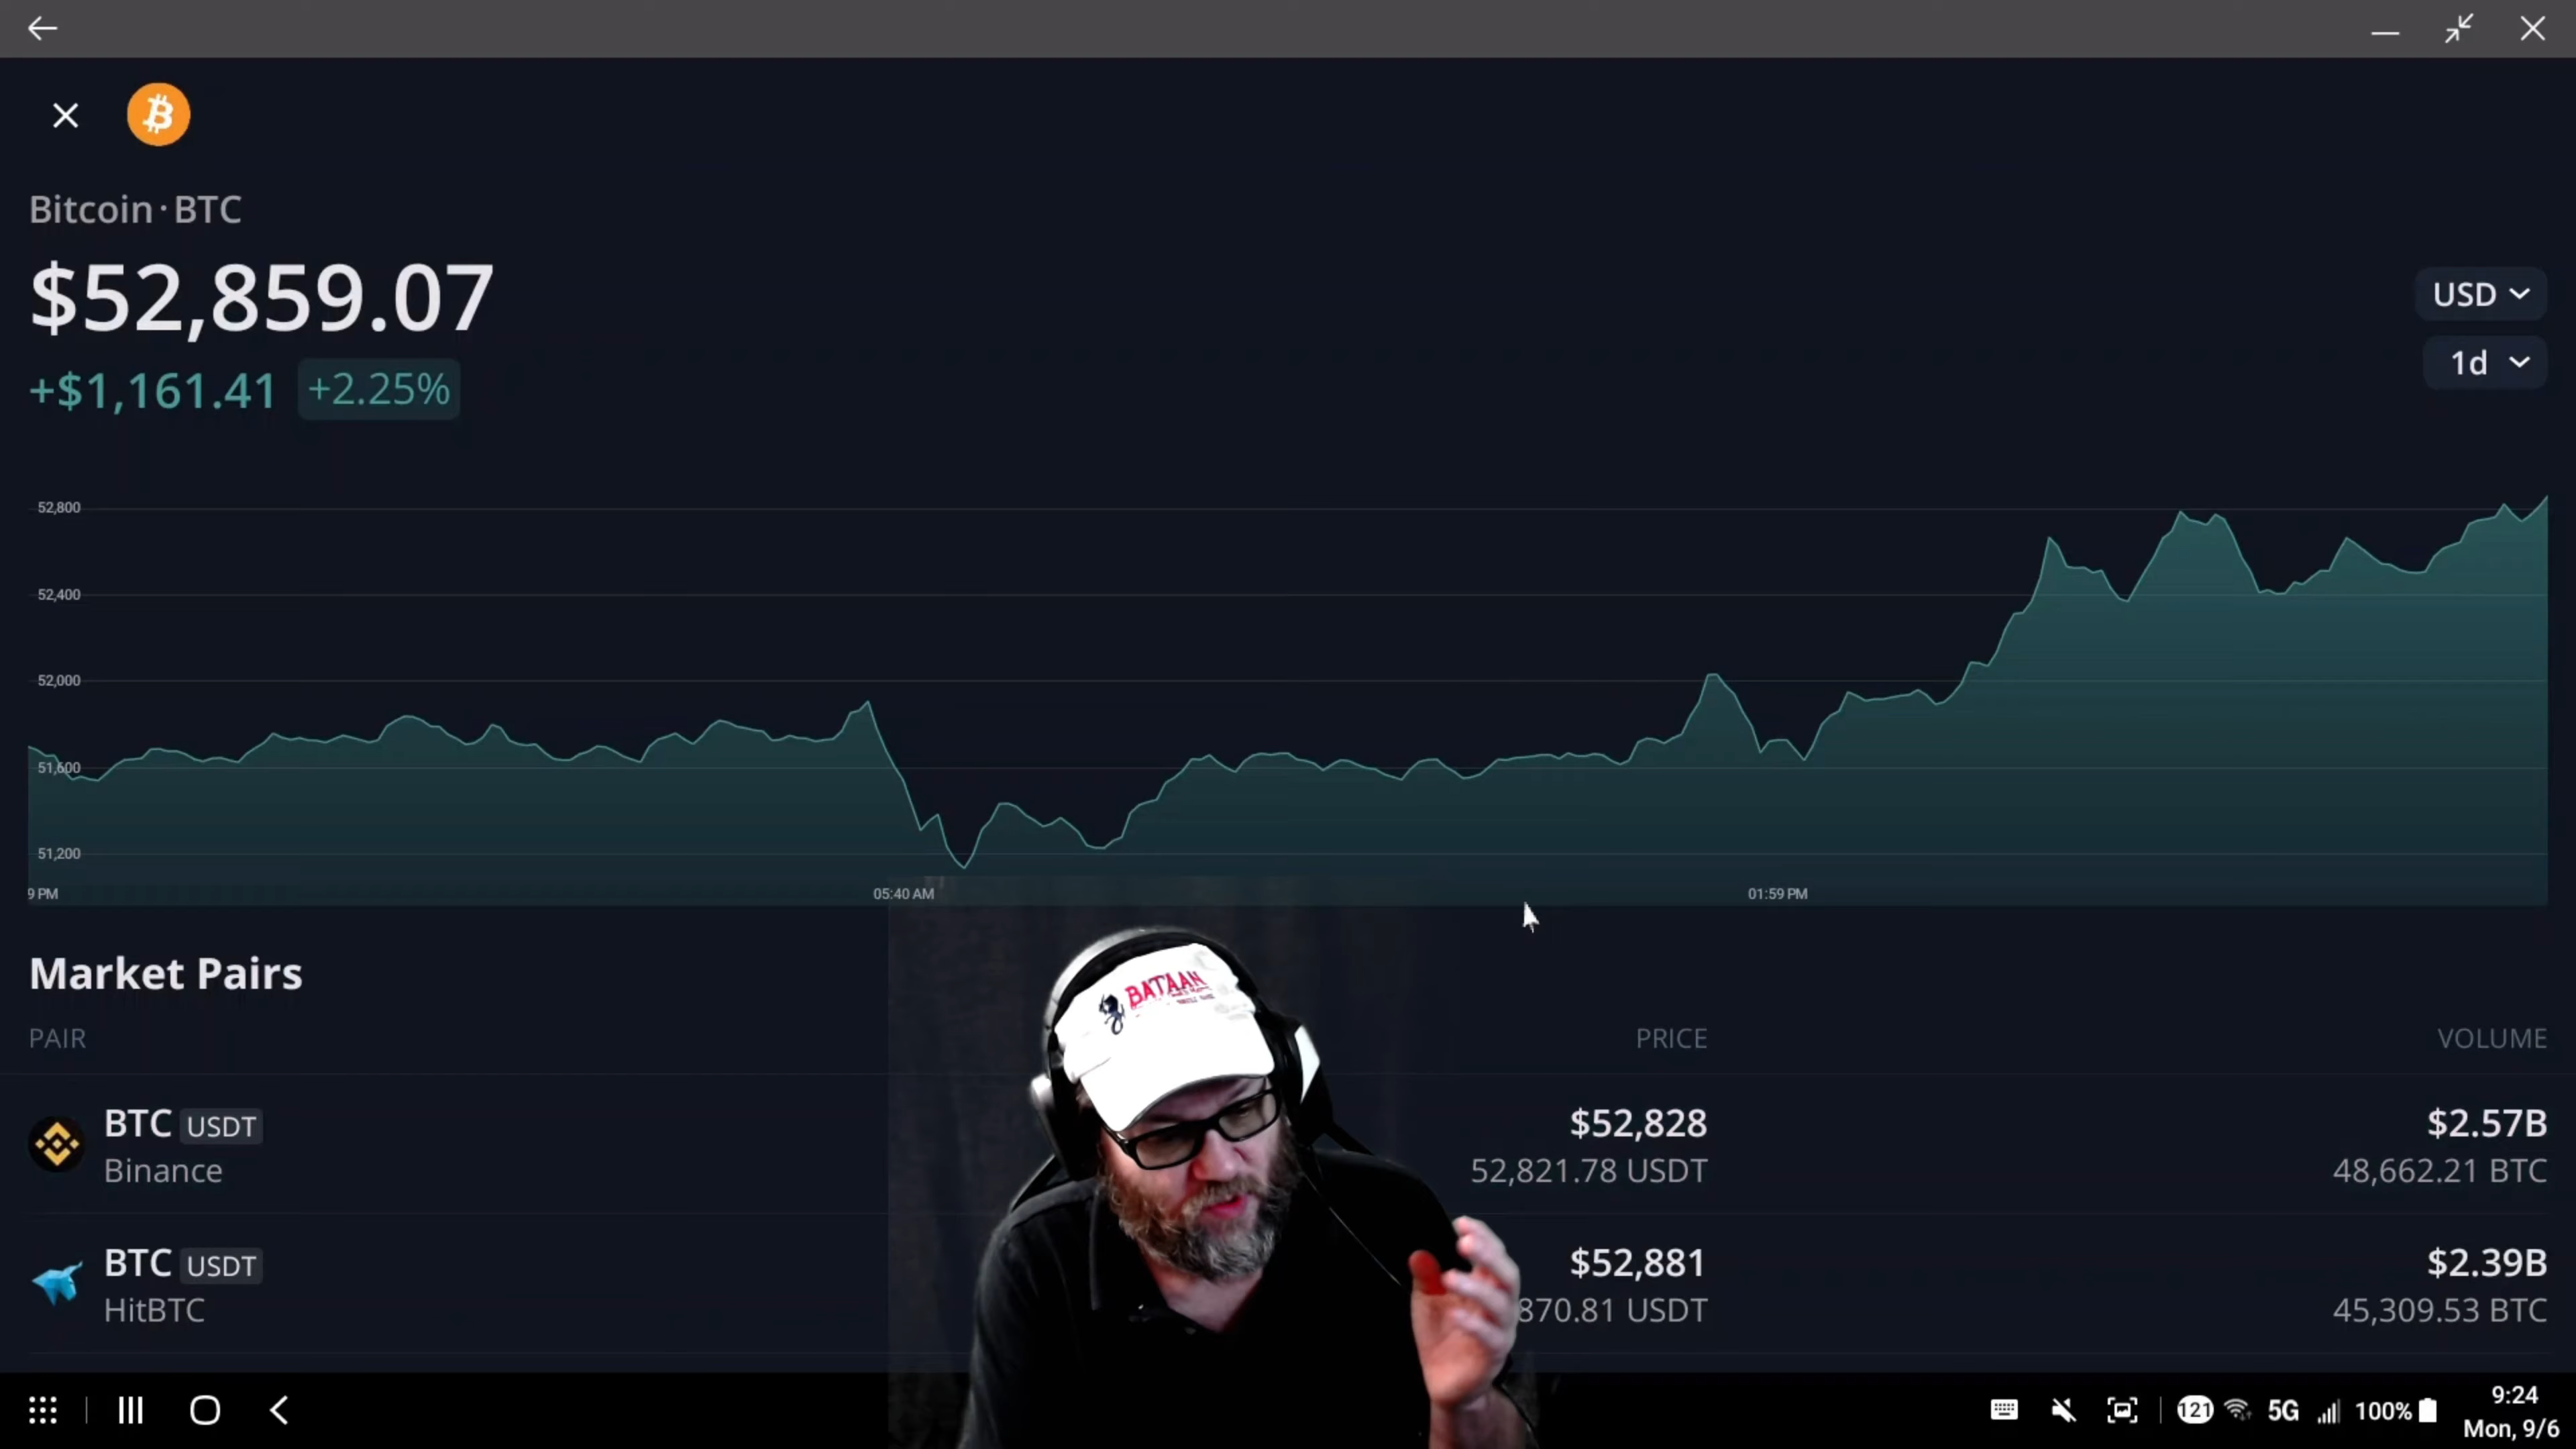 Bitcoin · BTC
$52,859.07
+$1,161.41 +2.25%
USD
1d
52,800
52,400
52,000
51,600
51,200
9 PM 05:40 AM 01:59 PM
Market Pairs
PAIR PRICE VOLUME
BTC USDT $52,828 $2.57B
Binance 52,821.78 USDT 48,662.21 BTC
BTC USDT $52,881 $2.39B
HitBTC 870.81 USDT 45,309.53 BTC
BATAAN
121 5G 100% 9:24
Mon, 9/6